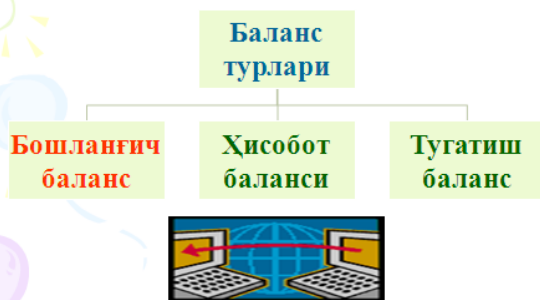 Баланс
турлари
Бошланғич
баланс
Ҳисобот
баланси
Тугатиш
баланс